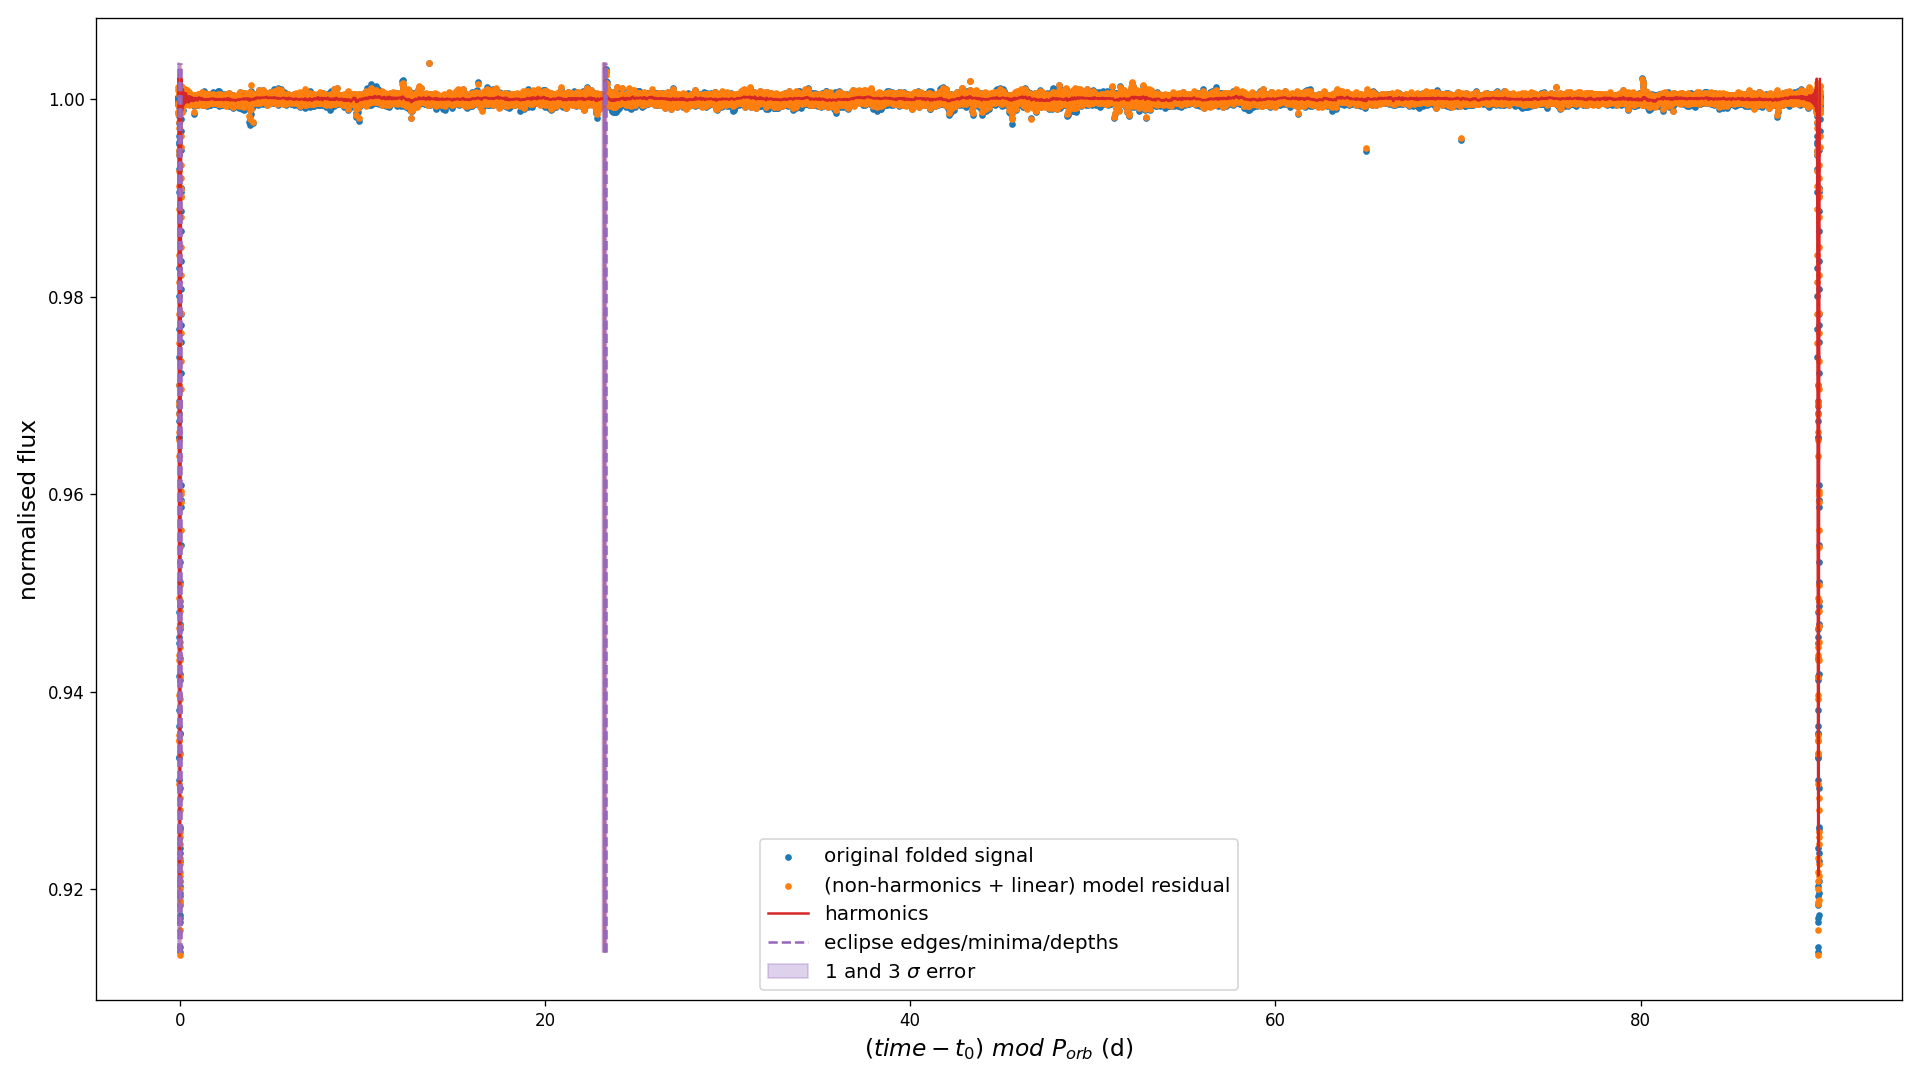 normalised flux
1.00
0.98
0.96
0.94
0.92
original folded signal
(non-harmonics + linear) model residual
harmonics
eclipse edges/minima/depths
1 and 3 σ error
0
20
40
60
80
(time − t₀) mod Pₒᵣb (d)